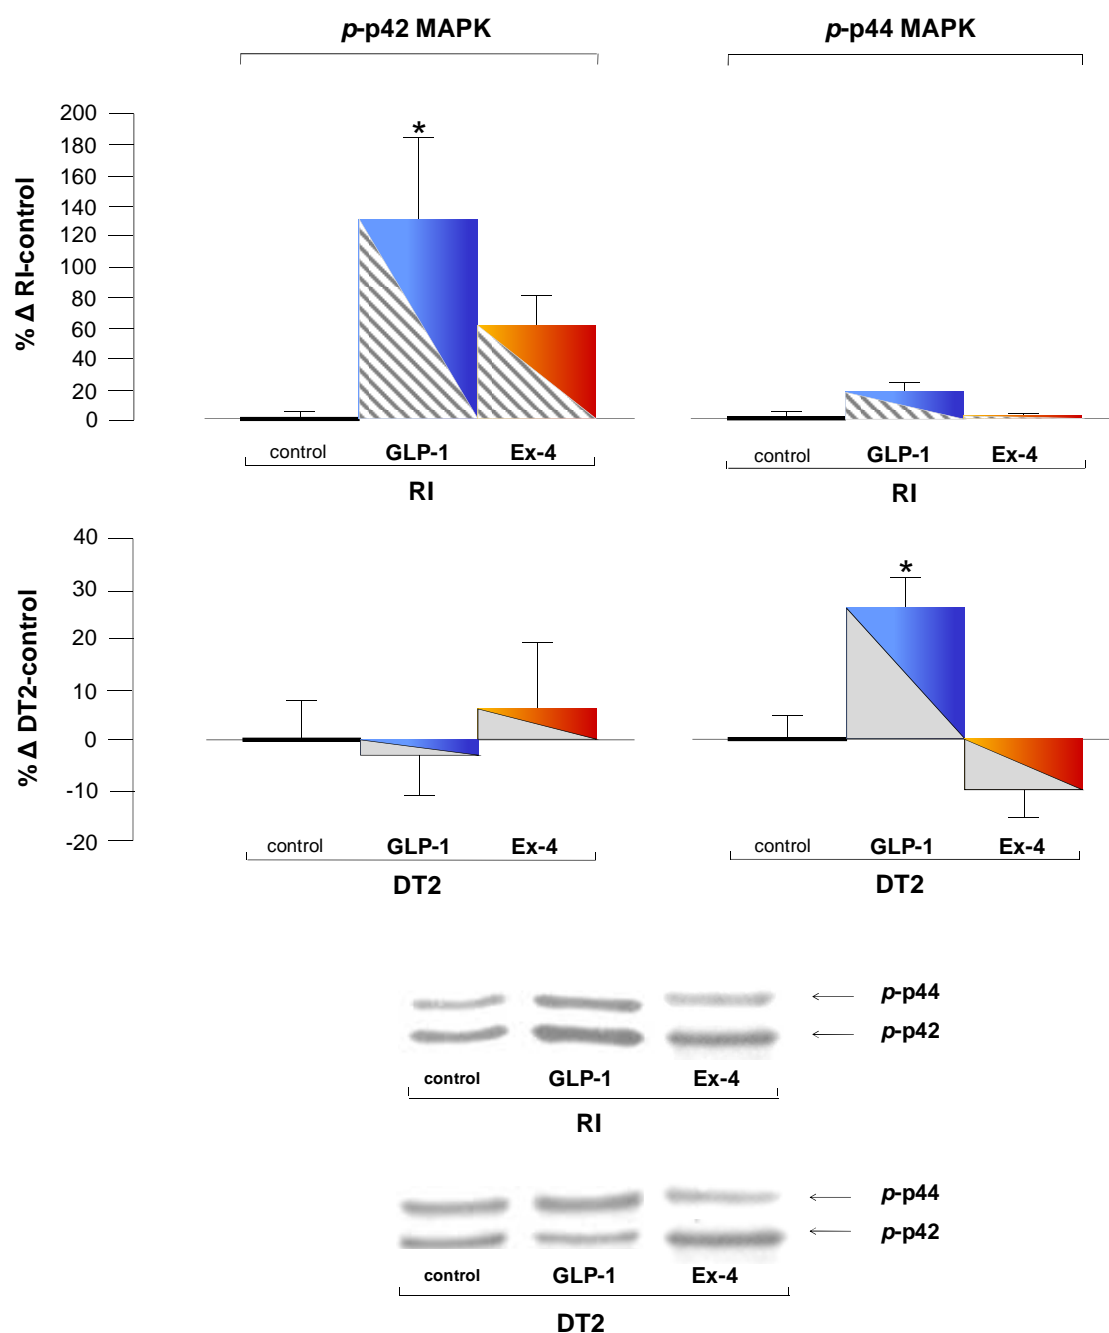 p-p42 MAPK
p-p44 MAPK
% Δ RI-control
200
180
160
140
120
100
80
60
40
20
0
*
control GLP-1 Ex-4
RI
control GLP-1 Ex-4
RI
% Δ DT2-control
40
30
20
10
0
-10
-20
*
control GLP-1 Ex-4
DT2
control GLP-1 Ex-4
DT2
p-p44
p-p42
control GLP-1 Ex-4
RI
p-p44
p-p42
control GLP-1 Ex-4
DT2